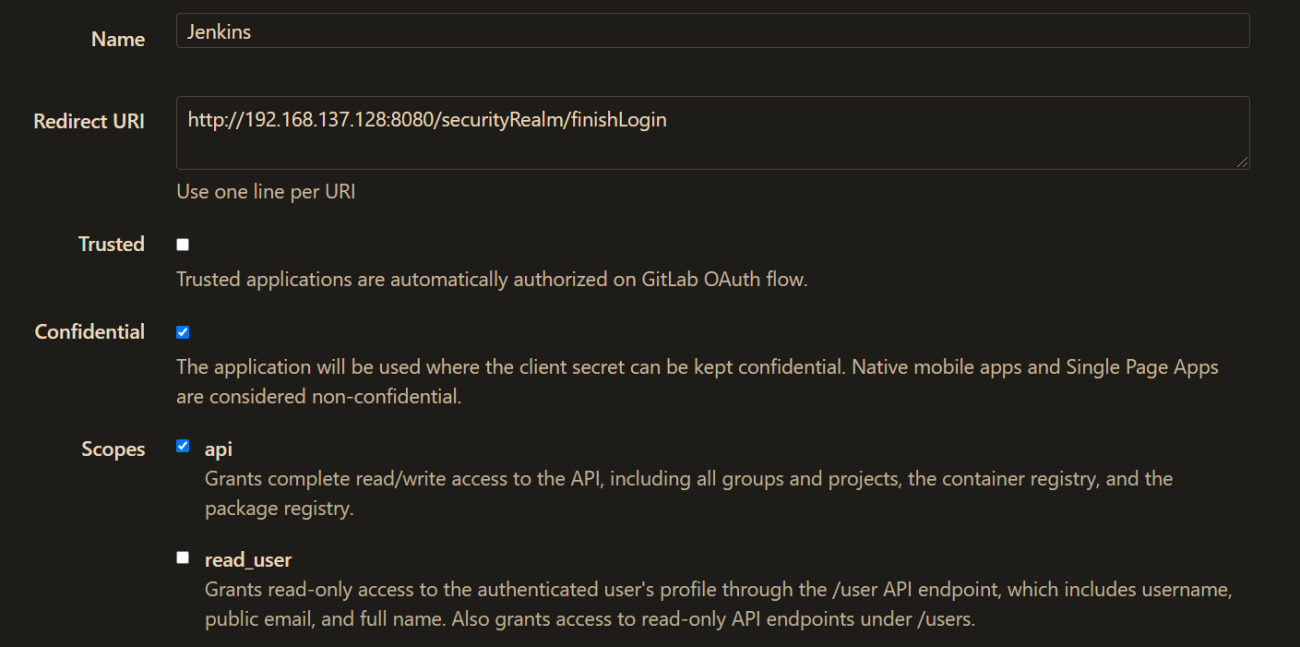 Name
Jenkins
Redirect URI
http://192.168.137.128:8080/securityRealm/finishLogin
Use one line per URI
Trusted
Trusted applications are automatically authorized on GitLab OAuth flow.
Confidential
The application will be used where the client secret can be kept confidential. Native mobile apps and Single Page Apps
are considered non-confidential.
Scopes
api
Grants complete read/write access to the API, including all groups and projects, the container registry, and the
package registry.
read_user
Grants read-only access to the authenticated user's profile through the /user API endpoint, which includes username,
public email, and full name. Also grants access to read-only API endpoints under /users.